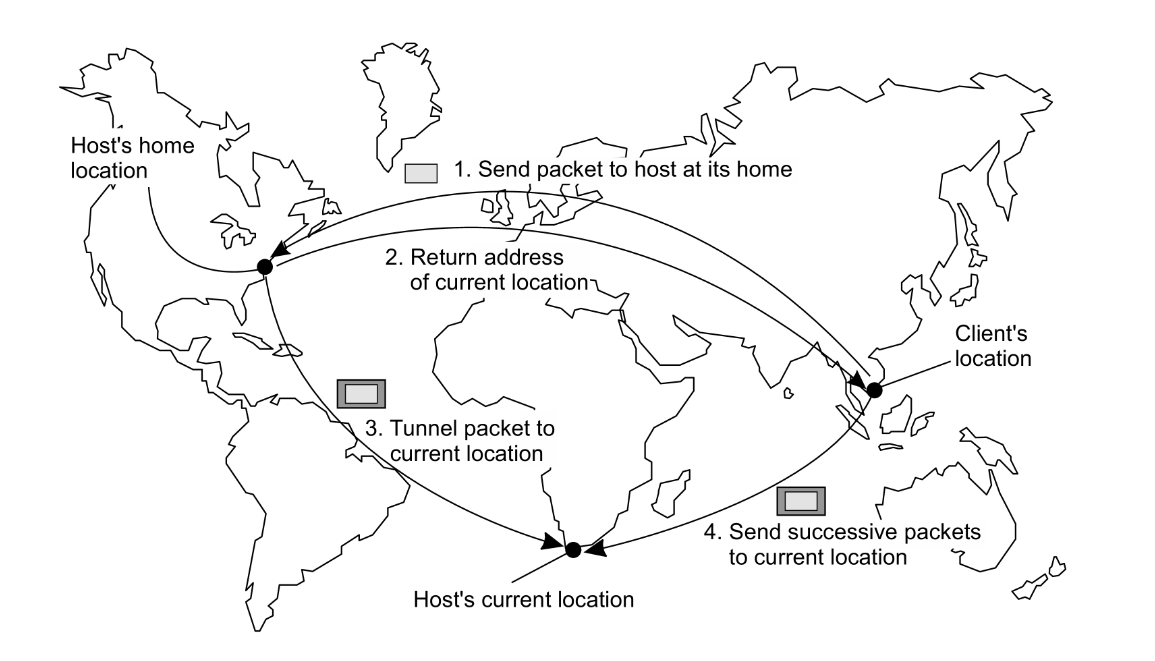 Host's home
location
1. Send packet to host at its home
2. Return address
of current location
Client's
location
3. Tunnel packet to
current location
4. Send successive packets
to current location
Host's current location